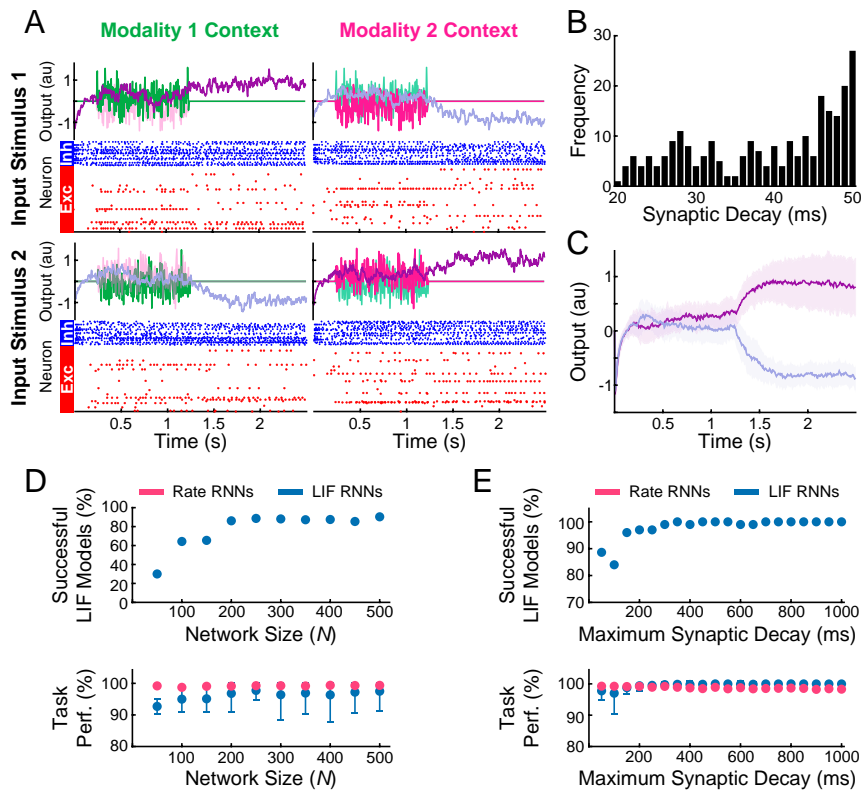 A
Modality 1 Context
Modality 2 Context
Input Stimulus 1
Output (au)
1
-1
Neuron
Inh
Exc
Input Stimulus 2
Output (au)
1
-1
Neuron
Inh
Exc
0.5 1 1.5 2
0.5 1 1.5 2
Time (s)
Time (s)
B
Frequency
30
20
10
0
20 30 40 50
Synaptic Decay (ms)
C
Output (au)
1
0
-1
0.5 1 1.5 2
Time (s)
D
Rate RNNs LIF RNNs
Successful
LIF Models (%)
100
80
60
40
20
0
100 200 300 400 500
Network Size (N)
Task
Perf. (%)
100
90
80
100 200 300 400 500
Network Size (N)
E
Rate RNNs LIF RNNs
Successful
LIF Models (%)
100
90
80
70
200 400 600 800 1000
Maximum Synaptic Decay (ms)
Task
Perf. (%)
100
90
80
200 400 600 800 1000
Maximum Synaptic Decay (ms)